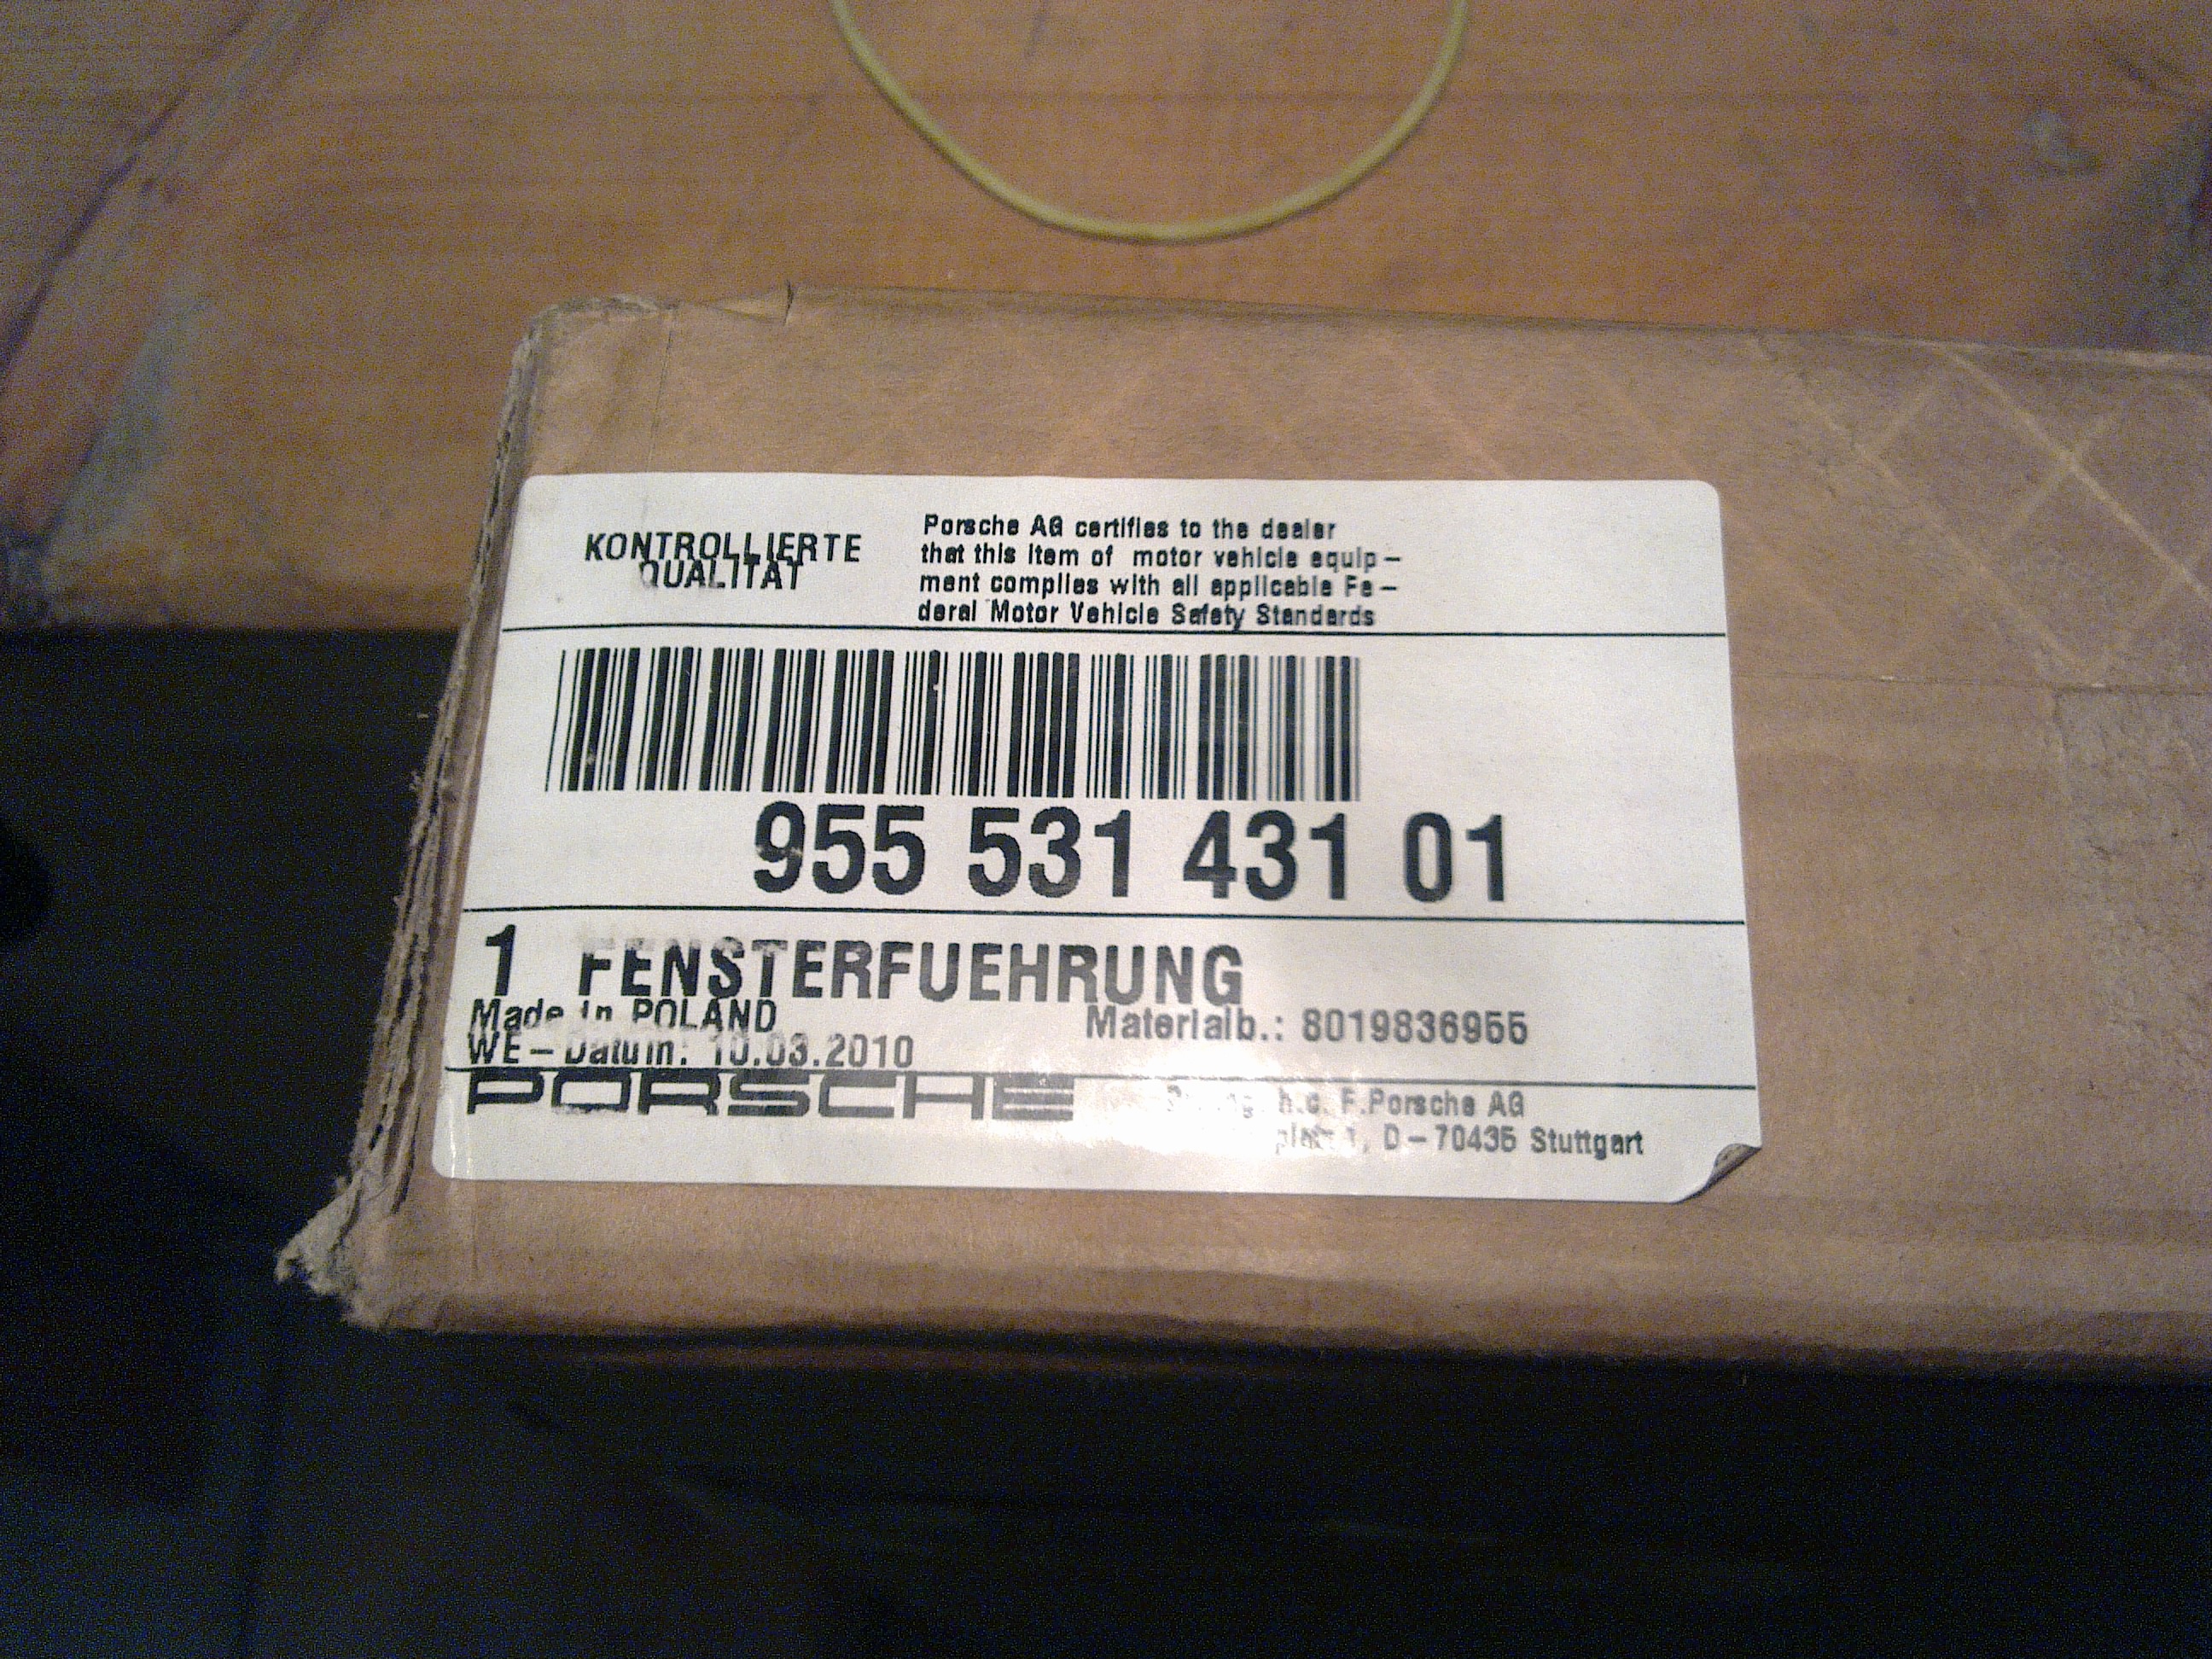 KONTROLLIERTE
QUALITÄT
Porsche AG certifies to the dealer
that this item of motor vehicle equip –
ment complies with all applicable Fe –
deral Motor Vehicle Safety Standards
955 531 431 01
1 FENSTERFUEHRUNG
Made in POLAND
Materialb.: 8019836955
WE – Datum: 10.03.2010
PORSCHE
h.c. F.Porsche AG
1, D – 70435 Stuttgart